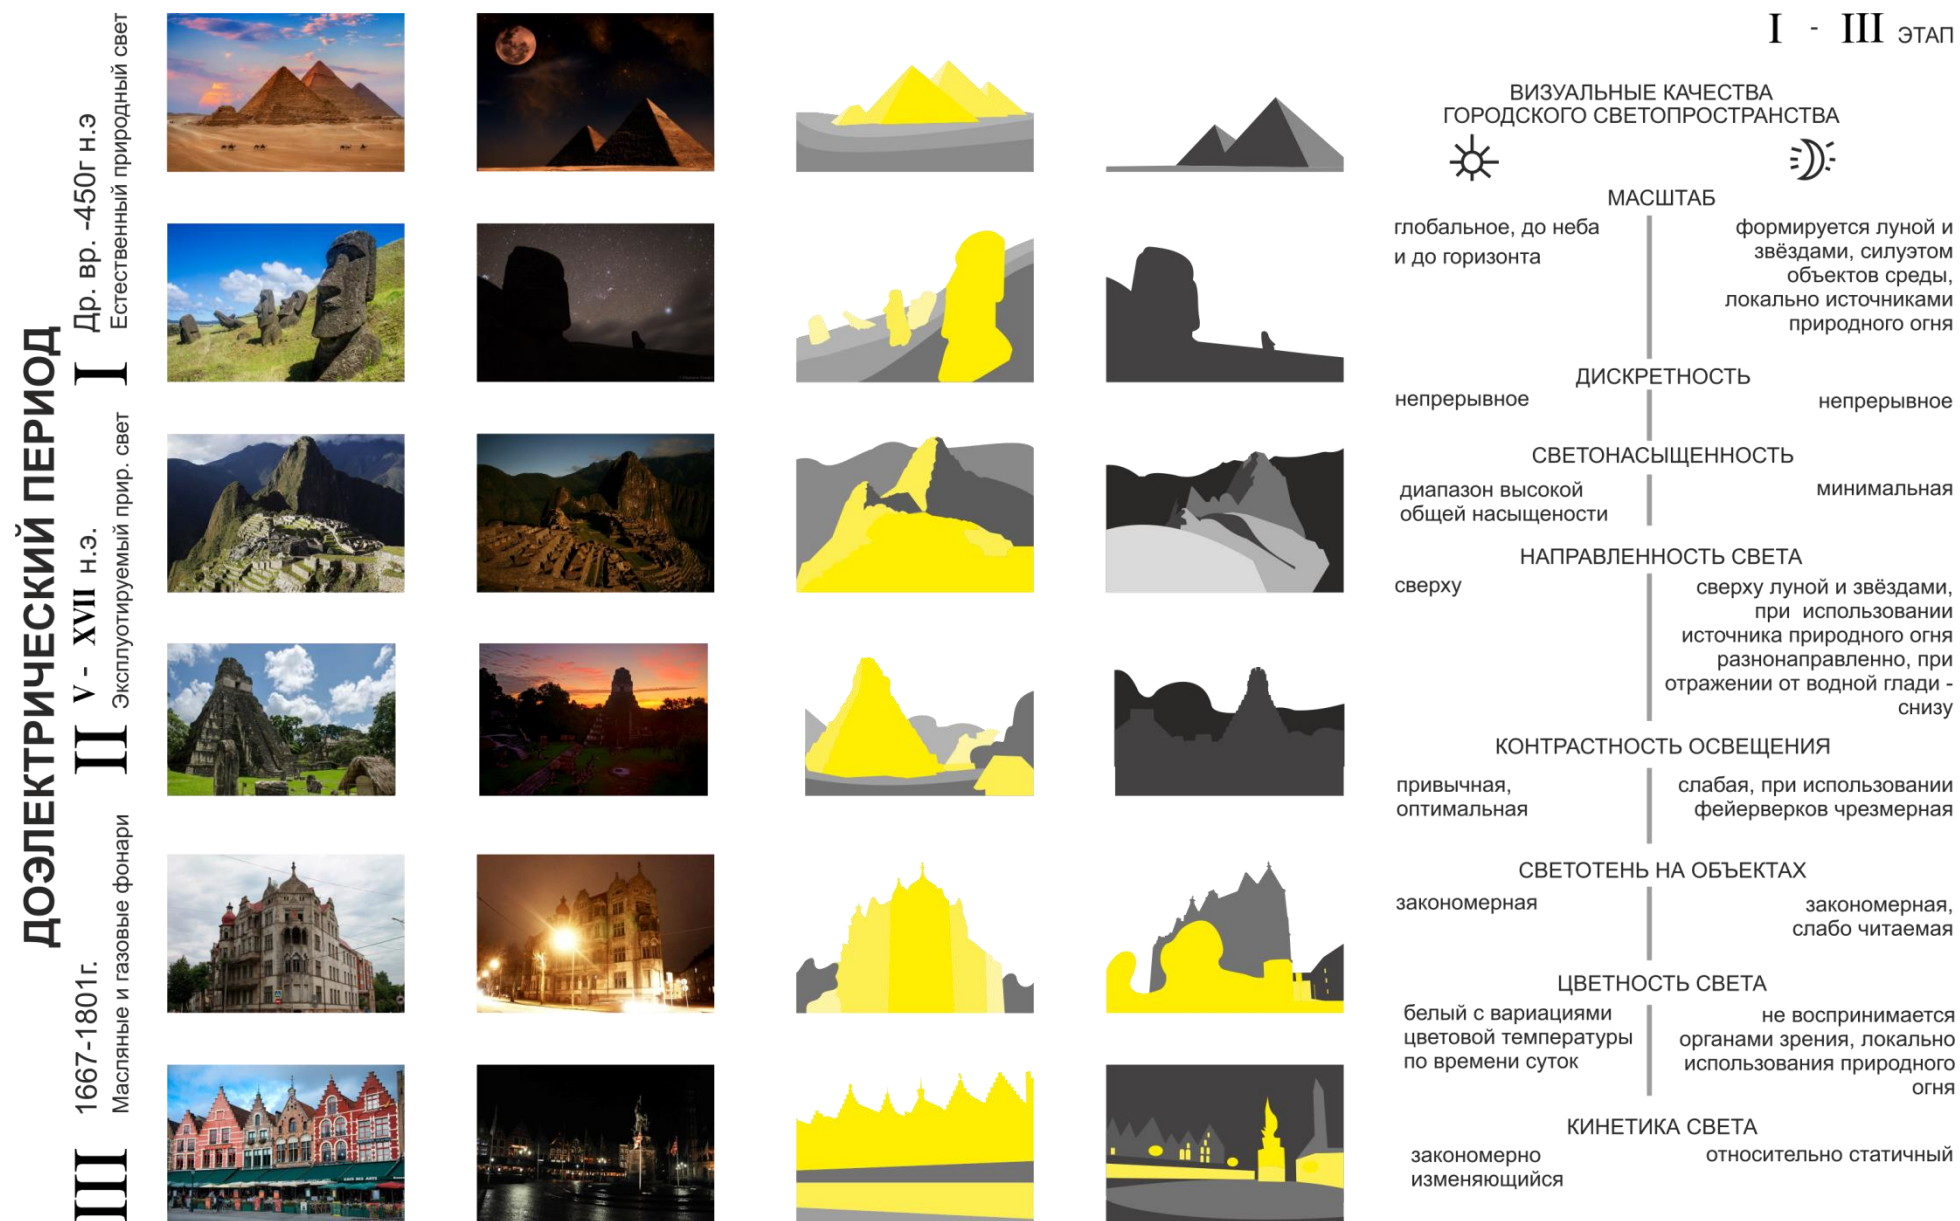 ДОЭЛЕКТРИЧЕСКИЙ ПЕРИОД
I
Др. вр. -450г н.э
Естественный природный свет
II
V - XVII н.э.
Эксплуотируемый прир. свет
III
1667-1801г.
Масляные и газовые фонари
I - III ЭТАП
ВИЗУАЛЬНЫЕ КАЧЕСТВА
ГОРОДСКОГО СВЕТОПРОСТРАНСТВА
МАСШТАБ
глобальное, до неба
и до горизонта
формируется луной и
звёздами, силуэтом
объектов среды,
локально источниками
природного огня
ДИСКРЕТНОСТЬ
непрерывное
непрерывное
СВЕТОНАСЫЩЕННОСТЬ
диапазон высокой
общей насыщености
минимальная
НАПРАВЛЕННОСТЬ СВЕТА
сверху
сверху луной и звёздами,
при использовании
источника природного огня
разнонаправленно, при
отражении от водной глади -
снизу
КОНТРАСТНОСТЬ ОСВЕЩЕНИЯ
привычная,
оптимальная
слабая, при использовании
фейерверков чрезмерная
СВЕТОТЕНЬ НА ОБЪЕКТАХ
закономерная
закономерная,
слабо читаемая
ЦВЕТНОСТЬ СВЕТА
белый с вариациями
цветовой температуры
по времени суток
не воспринимается
органами зрения, локально
использования природного
огня
КИНЕТИКА СВЕТА
закономерно
изменяющийся
относительно статичный